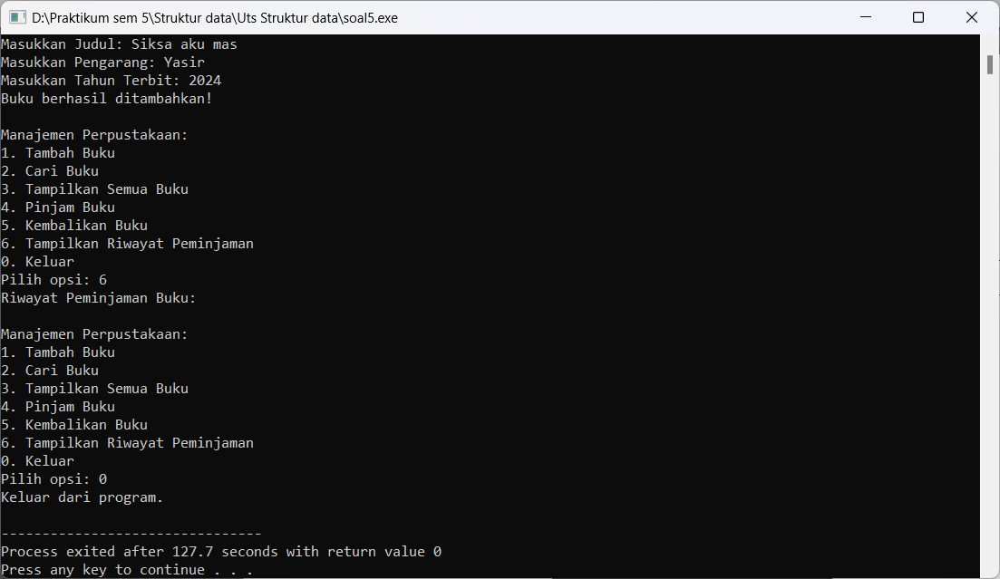 D:\Praktikum sem 5\Struktur data\Uts Struktur data\soal5.exe
Masukkan Judul: Siksa aku mas
Masukkan Pengarang: Yasir
Masukkan Tahun Terbit: 2024
Buku berhasil ditambahkan!

Manajemen Perpustakaan:
1. Tambah Buku
2. Cari Buku
3. Tampilkan Semua Buku
4. Pinjam Buku
5. Kembalikan Buku
6. Tampilkan Riwayat Peminjaman
0. Keluar
Pilih opsi: 6
Riwayat Peminjaman Buku:

Manajemen Perpustakaan:
1. Tambah Buku
2. Cari Buku
3. Tampilkan Semua Buku
4. Pinjam Buku
5. Kembalikan Buku
6. Tampilkan Riwayat Peminjaman
0. Keluar
Pilih opsi: 0
Keluar dari program.

--------------------------------
Process exited after 127.7 seconds with return value 0
Press any key to continue . . .